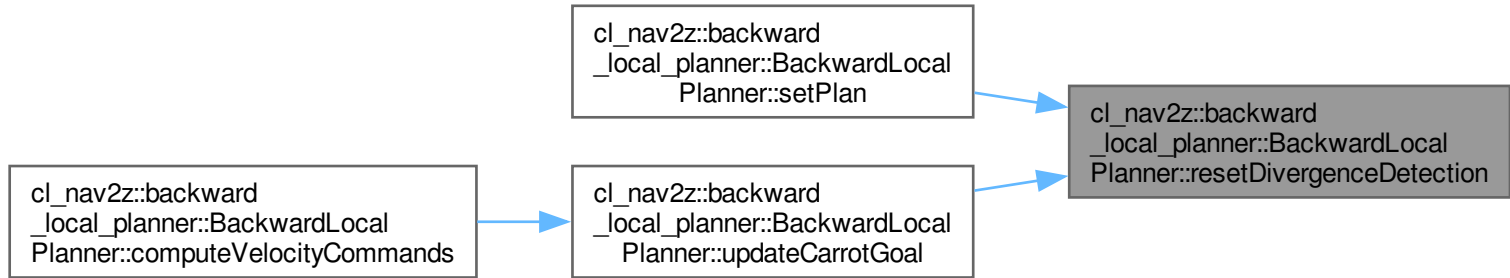 cl_nav2z::backward
_local_planner::BackwardLocal
Planner::setPlan
cl_nav2z::backward
_local_planner::BackwardLocal
Planner::resetDivergenceDetection
cl_nav2z::backward
_local_planner::BackwardLocal
Planner::computeVelocityCommands
cl_nav2z::backward
_local_planner::BackwardLocal
Planner::updateCarrotGoal